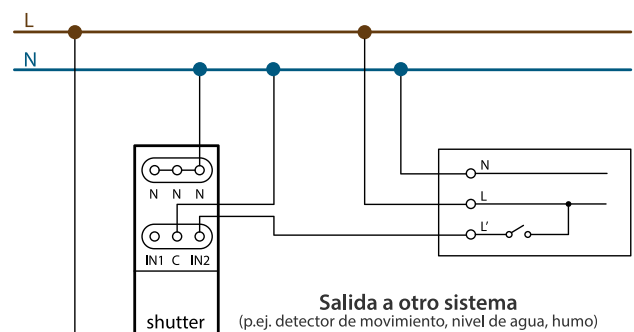 L
N
N
N N N
L
L'
IN1 C IN2
Salida a otro sistema
shutter
(p.ej. detector de movimiento, nivel de agua, humo)